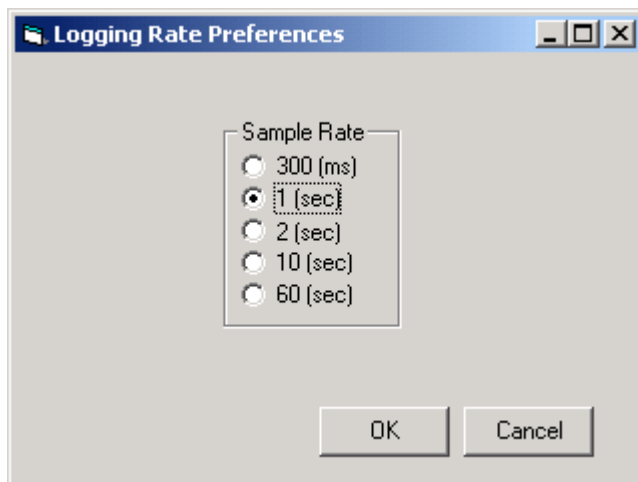 Logging Rate Preferences
Sample Rate
300 (ms)
1 (sec)
2 (sec)
10 (sec)
60 (sec)
OK Cancel